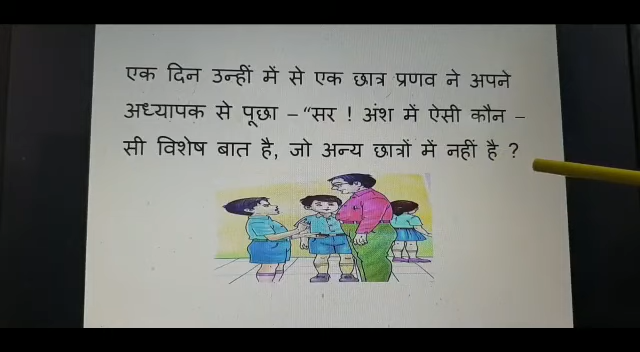 एक दिन उन्हीं में से एक छात्र प्रणव ने अपने
अध्यापक से पूछा – “सर ! अंश में ऐसी कौन –
सी विशेष बात है, जो अन्य छात्रों में नहीं है ?